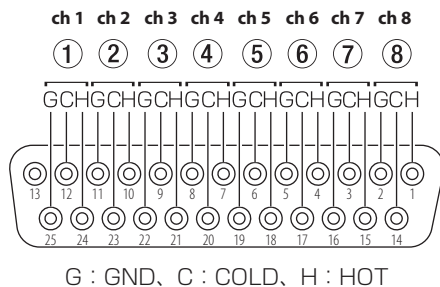 ch 1 ch 2 ch 3 ch 4 ch 5 ch 6 ch 7 ch 8
① ② ③ ④ ⑤ ⑥ ⑦ ⑧
GCHGCHGCHGCHGCHGCHGCHGCH
13 12 11 10 9 8 7 6 5 4 3 2 1
25 24 23 22 21 20 19 18 17 16 15 14
G：GND、C：COLD、H：HOT